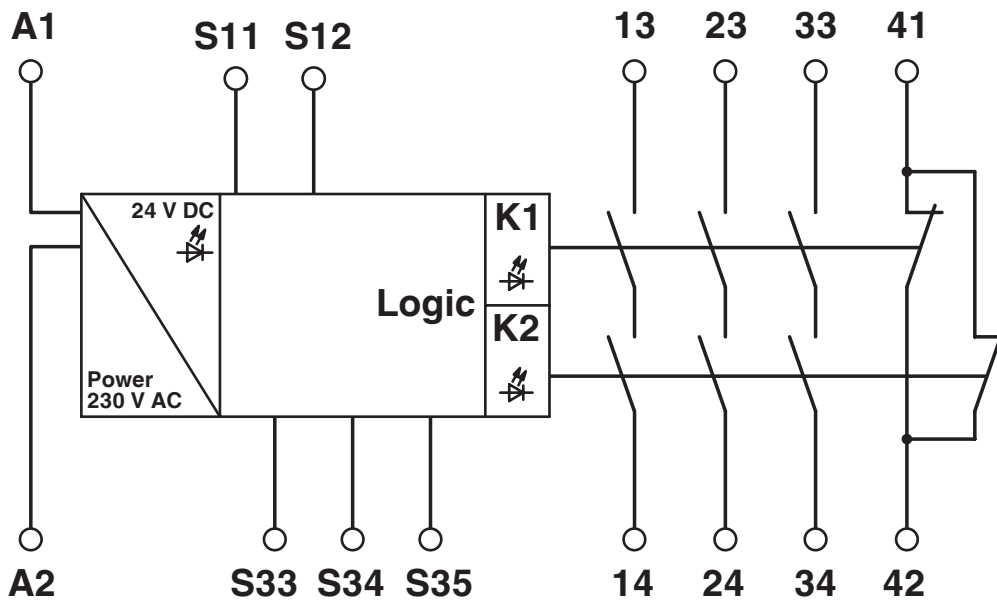 A1
S11
S12
13
23
33
41
24 V DC
K1
Logic
K2
Power
230 V AC
A2
S33
S34
S35
14
24
34
42